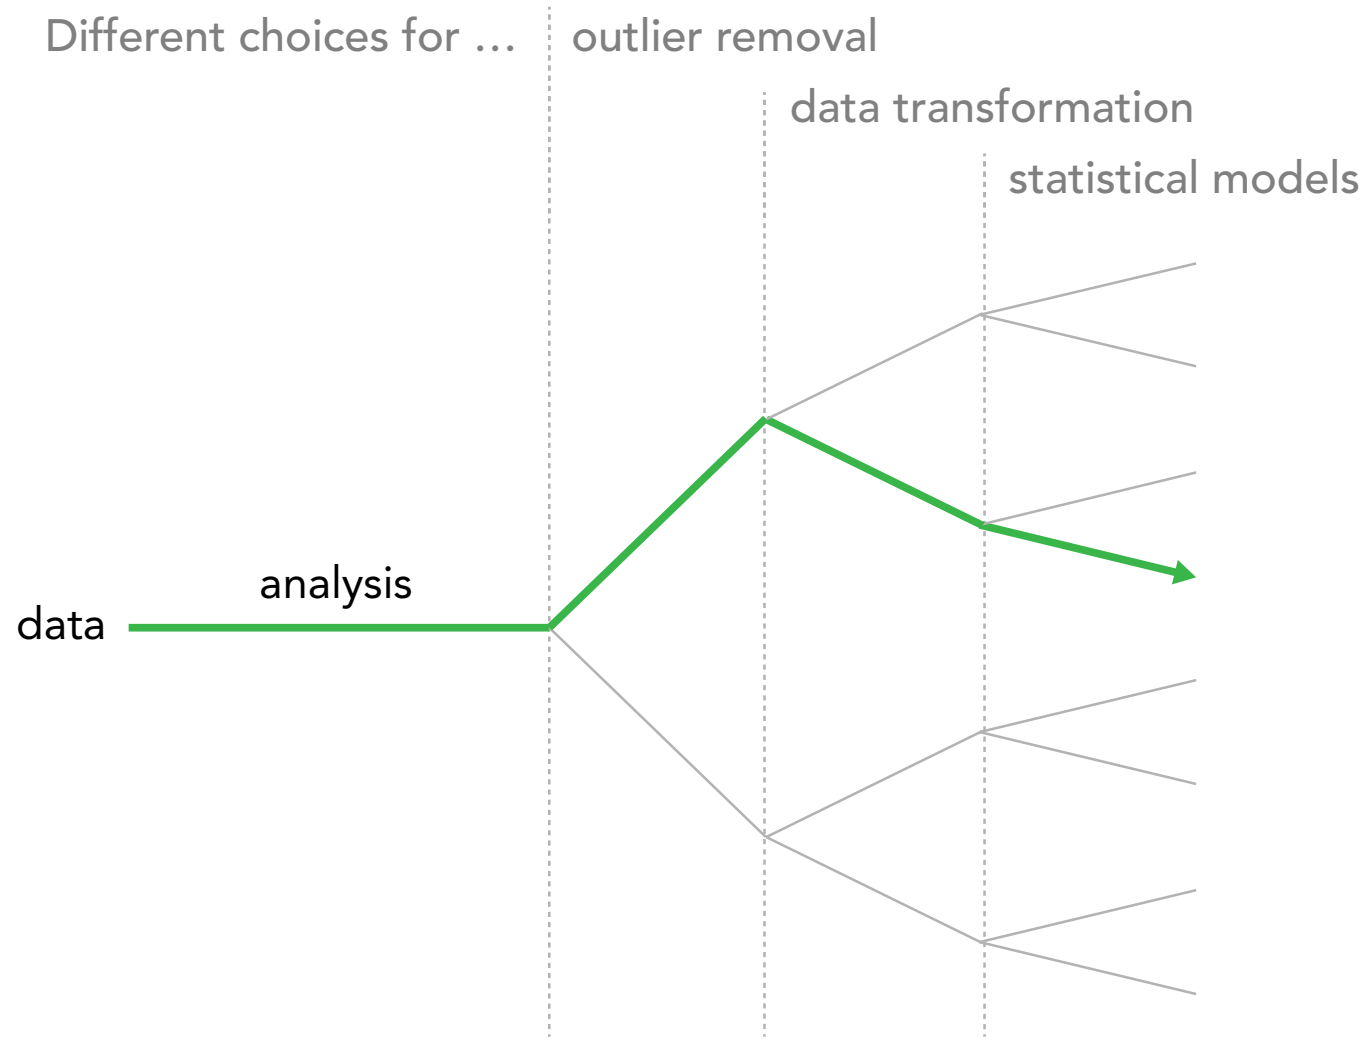 Different choices for …
outlier removal
data transformation
statistical models
analysis
data